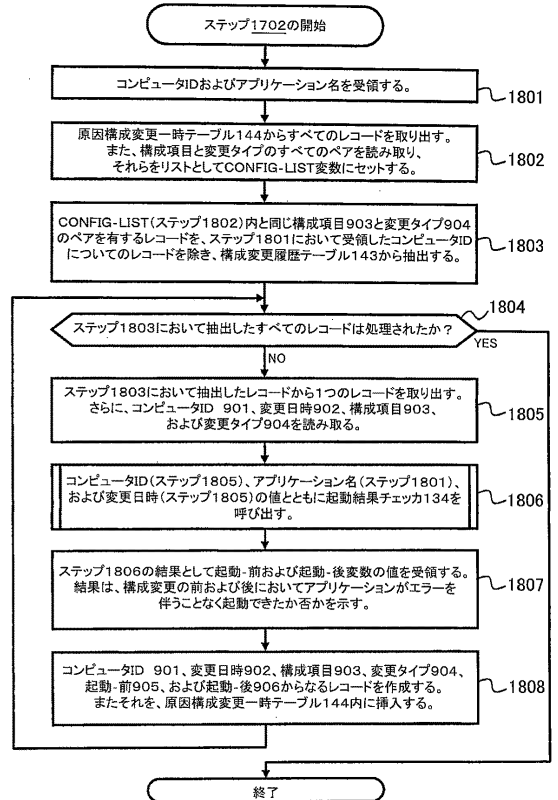 ステップ1702の開始
コンピュータIDおよびアプリケーション名を受領する。
1801
原因構成変更一時テーブル144からすべてのレコードを取り出す。
また、構成項目と変更タイプのすべてのペアを読み取り、
それらをリストとしてCONFIG-LIST変数にセットする。
1802
CONFIG-LIST(ステップ1802)内と同じ構成項目903と変更タイプ904
のペアを有するレコードを、ステップ1801において受領したコンピュータID
についてのレコードを除き、構成変更履歴テーブル143から抽出する。
1803
1804
ステップ1803において抽出したすべてのレコードは処理されたか?
YES
NO
ステップ1803において抽出したレコードから1つのレコードを取り出す。
さらに、コンピュータID 901、変更日時902、構成項目903、
および変更タイプ904を読み取る。
1805
コンピュータID(ステップ1805)、アプリケーション名(ステップ1801)、
および変更日時(ステップ1805)の値とともに起動結果チェッカ134を
呼び出す。
1806
ステップ1806の結果として起動-前および起動-後変数の値を受領する。
結果は、構成変更の前および後においてアプリケーションがエラーを
伴うことなく起動できたか否かを示す。
1807
コンピュータID 901、変更日時902、構成項目903、変更タイプ904、
起動-前905、および起動-後906からなるレコードを作成する。
またそれを、原因構成変更一時テーブル144内に挿入する。
1808
終了